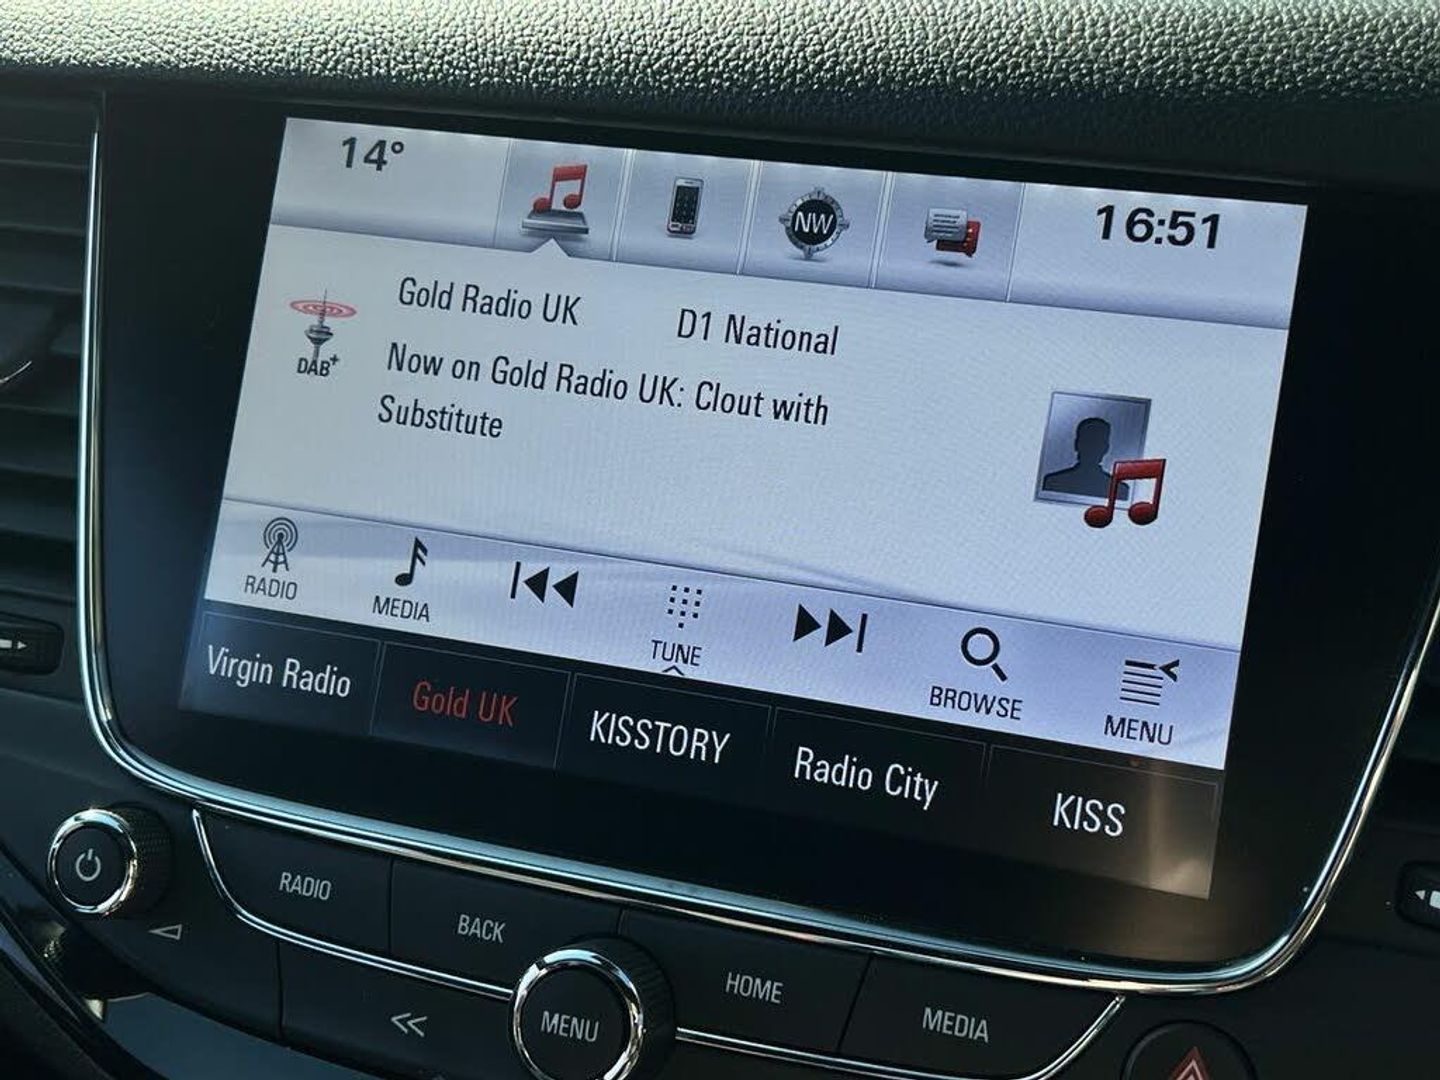 14°
NW
16:51
Gold Radio UK D1 National
DAB+
Now on Gold Radio UK: Clout with
Substitute
RADIO
MEDIA
TUNE
BROWSE
MENU
Virgin Radio
Gold UK
KISSTORY
Radio City
KISS
RADIO
BACK
HOME
MEDIA
MENU